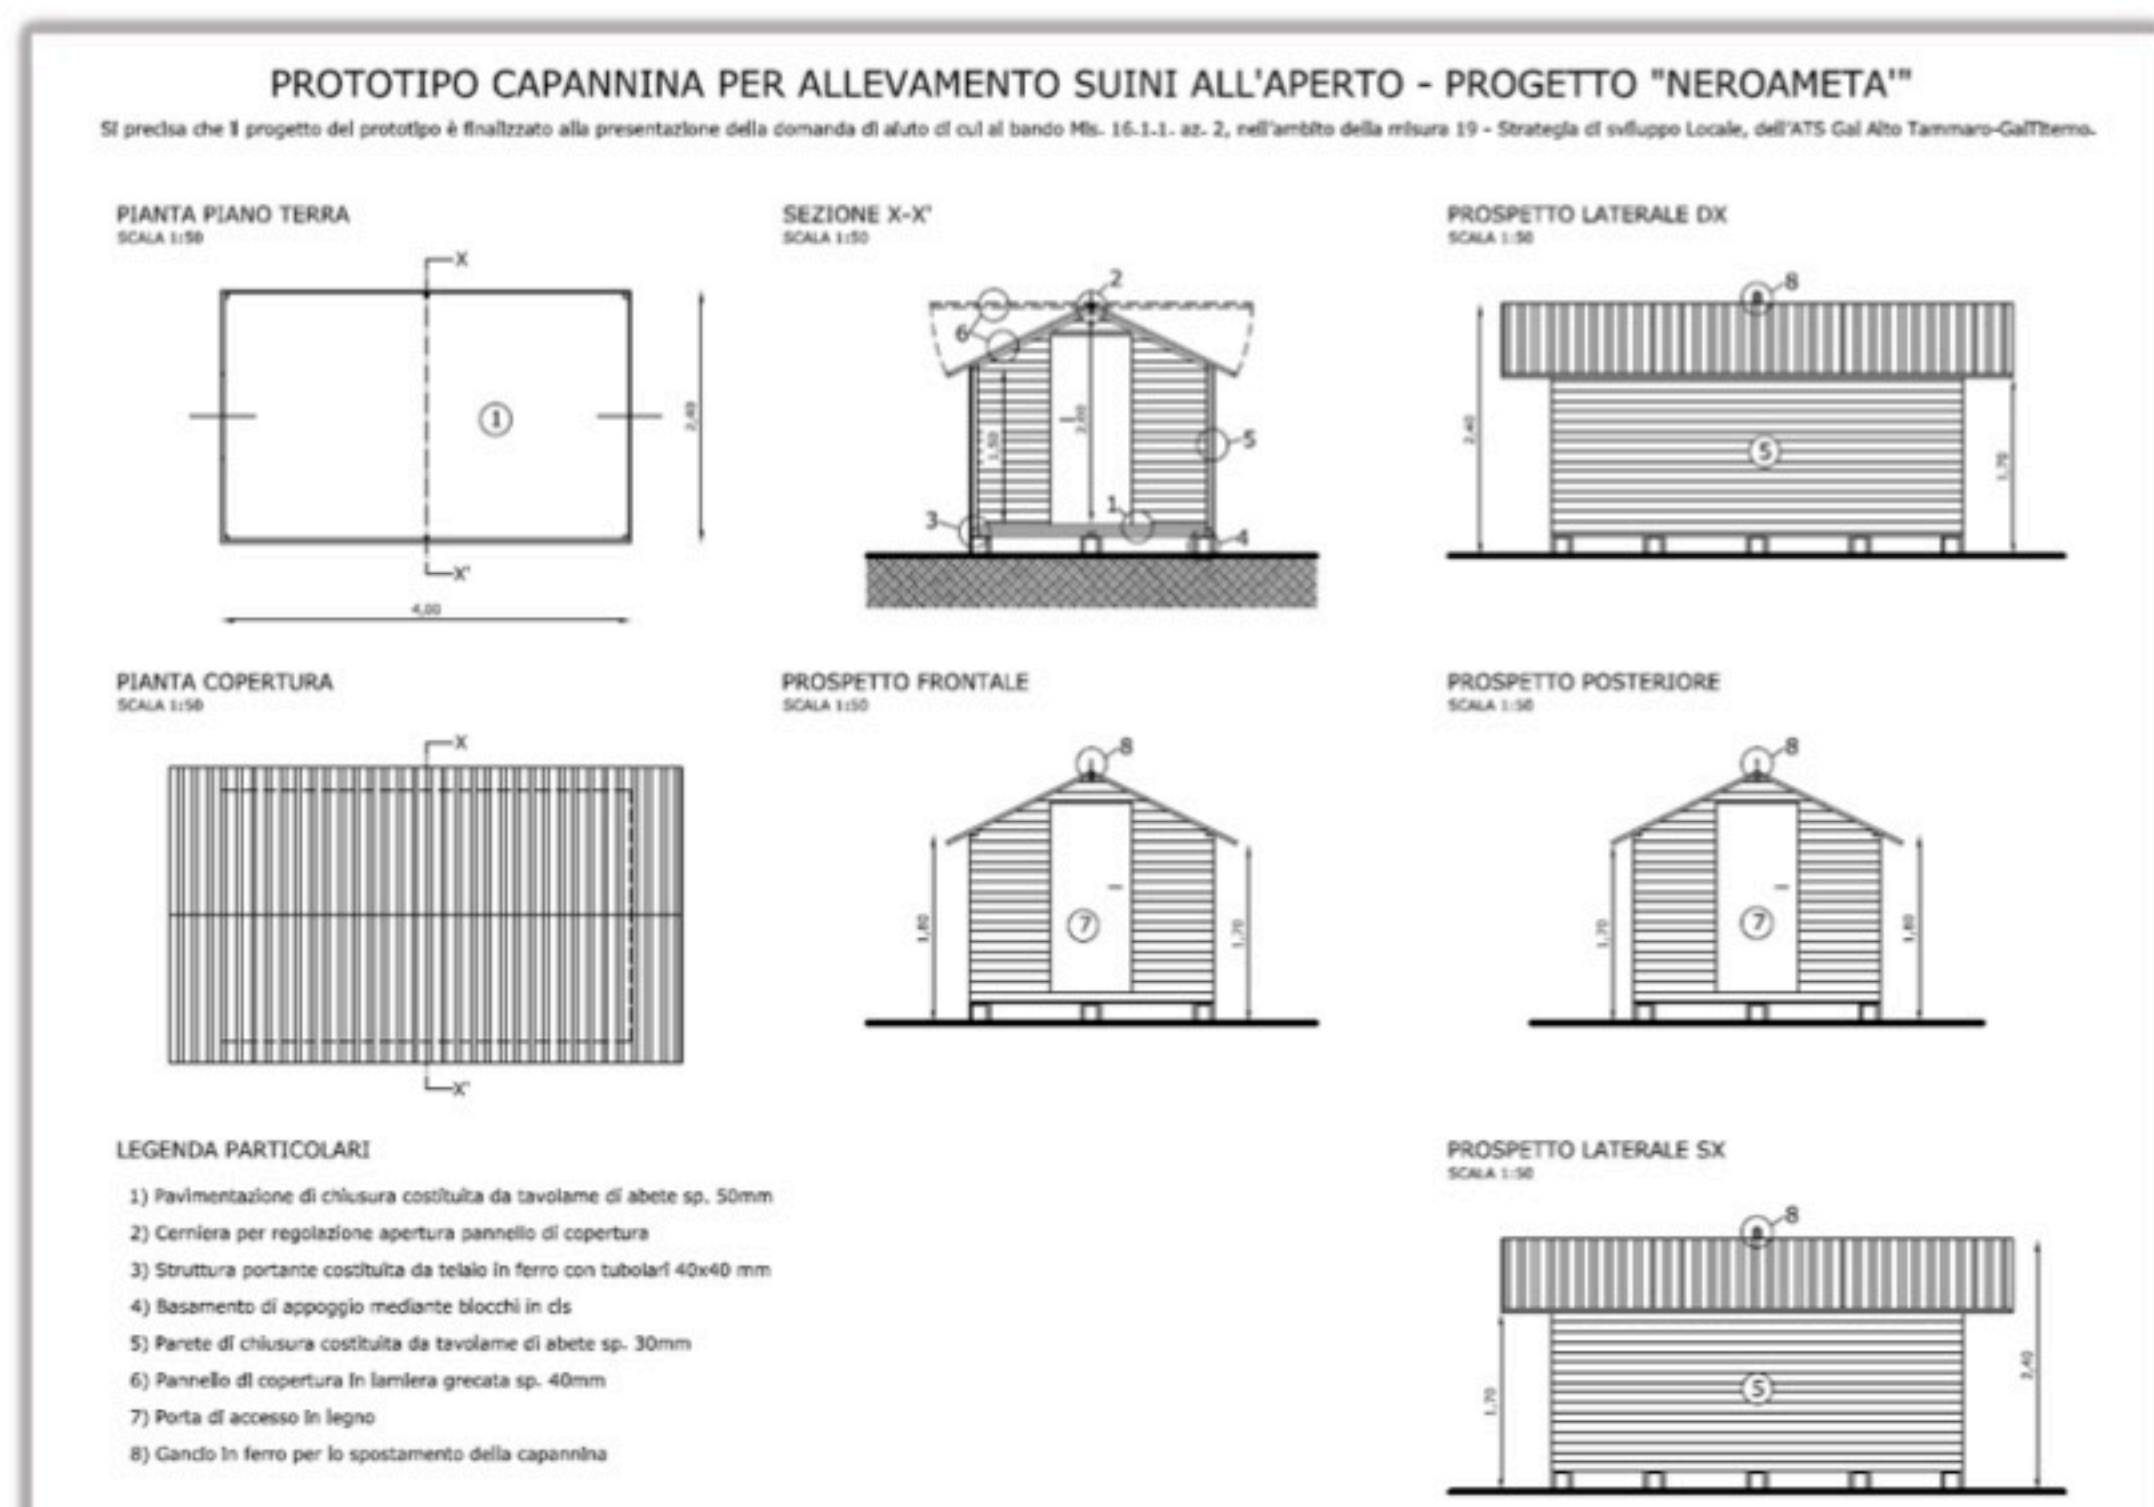 PROTOTIPO CAPANNINA PER ALLEVAMENTO SUINI ALL'APERTO - PROGETTO "NEROAMETA'"
Si precisa che il progetto del prototipo è finalizzato alla presentazione della domanda di aiuto di cui al bando Mis. 16.1.1. az. 2, nell'ambito della misura 19 - Strategia di sviluppo Locale, dell'ATS Gal Alto Tammaro-GalTiterno.
PIANTA PIANO TERRA
SCALA 1:50
X
1
2,40
X'
4,00
SEZIONE X-X'
SCALA 1:50
2
6
5
1,50
2,00
3
1
4
PROSPETTO LATERALE DX
SCALA 1:50
8
2,40
5
1,70
PIANTA COPERTURA
SCALA 1:50
X
X'
PROSPETTO FRONTALE
SCALA 1:50
8
1,80
7
1,70
PROSPETTO POSTERIORE
SCALA 1:50
8
1,70
7
1,80
LEGENDA PARTICOLARI
1) Pavimentazione di chiusura costituita da tavolame di abete sp. 50mm
2) Cerniera per regolazione apertura pannello di copertura
3) Struttura portante costituita da telaio in ferro con tubolari 40x40 mm
4) Basamento di appoggio mediante blocchi in cls
5) Parete di chiusura costituita da tavolame di abete sp. 30mm
6) Pannello di copertura in lamiera grecata sp. 40mm
7) Porta di accesso in legno
8) Gancio in ferro per lo spostamento della capannina
PROSPETTO LATERALE SX
SCALA 1:50
8
1,70
5
2,40